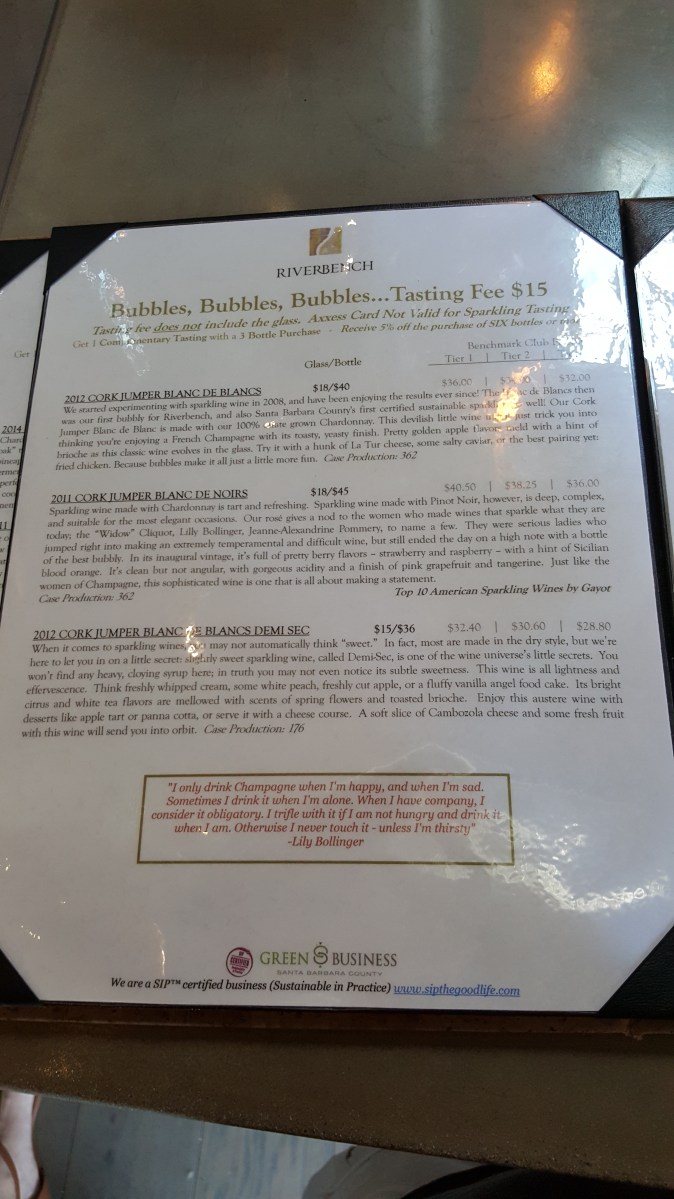 RIVERBENCH
Bubbles, Bubbles, Bubbles...Tasting Fee $15
Tasting fee does not include the glass. Axxess Card Not Valid for Sparkling Tasting
Get 1 Complimentary Tasting with a 3 Bottle Purchase · Receive 5% off the purchase of SIX bottles or
Get
Benchmark Club
Glass/Bottle Tier 1 | Tier 2 |
2012 CORK JUMPER BLANC DE BLANCS $18/$40 $36.00 | | $32.00
We started experimenting with sparkling wine in 2008, and have been enjoying the results ever since! The de Blancs then
was our first bubbly for Riverbench, and also Santa Barbara County's first certified sustainable well! Our Cork
Jumper Blanc de Blanc is made with our 100% grown Chardonnay. This devilish little wine trick you into
thinking you're enjoying a French Champagne with its toasty, yeasty finish. Pretty golden apple flavors meld with a hint of
brioche as this classic wine evolves in the glass. Try it with a hunk of La Tur cheese, some salty caviar, or the best pairing yet:
fried chicken. Because bubbles make it all just a little more fun. Case Production: 362
2014
2011 CORK JUMPER BLANC DE NOIRS $18/$45 $40.50 | $38.25 | $36.00
Sparkling wine made with Chardonnay is tart and refreshing. Sparkling wine made with Pinot Noir, however, is deep, complex,
and suitable for the most elegant occasions. Our rosé gives a nod to the women who made wines that sparkle what they are
today; the "Widow" Cliquot, Lilly Bollinger, Jeanne-Alexandrine Pommery, to name a few. They were serious ladies who
jumped right into making an extremely temperamental and difficult wine, but still ended the day on a high note with a bottle
of the best bubbly. In its inaugural vintage, it's full of pretty berry flavors – strawberry and raspberry – with a hint of Sicilian
blood orange. It's clean but not angular, with gorgeous acidity and a finish of pink grapefruit and tangerine. Just like the
women of Champagne, this sophisticated wine is one that is all about making a statement.
Case Production: 362 Top 10 American Sparkling Wines by Gayot
2012 CORK JUMPER BLANC DE BLANCS DEMI SEC $15/$36 $32.40 | $30.60 | $28.80
When it comes to sparkling wines, you may not automatically think "sweet." In fact, most are made in the dry style, but we're
here to let you in on a little secret: slightly sweet sparkling wine, called Demi-Sec, is one of the wine universe's little secrets. You
won't find any heavy, cloying syrup here; in truth you may not even notice its subtle sweetness. This wine is all lightness and
effervescence. Think freshly whipped cream, some white peach, freshly cut apple, or a fluffy vanilla angel food cake. Its bright
citrus and white tea flavors are mellowed with scents of spring flowers and toasted brioche. Enjoy this austere wine with
desserts like apple tart or panna cotta, or serve it with a cheese course. A soft slice of Cambozola cheese and some fresh fruit
with this wine will send you into orbit. Case Production: 176
"I only drink Champagne when I'm happy, and when I'm sad.
Sometimes I drink it when I'm alone. When I have company, I
consider it obligatory. I trifle with it if I am not hungry and drink it
when I am. Otherwise I never touch it - unless I'm thirsty"
-Lily Bollinger
GREEN BUSINESS
SANTA BARBARA COUNTY
We are a SIP™ certified business (Sustainable in Practice) www.sipthegoodlife.com